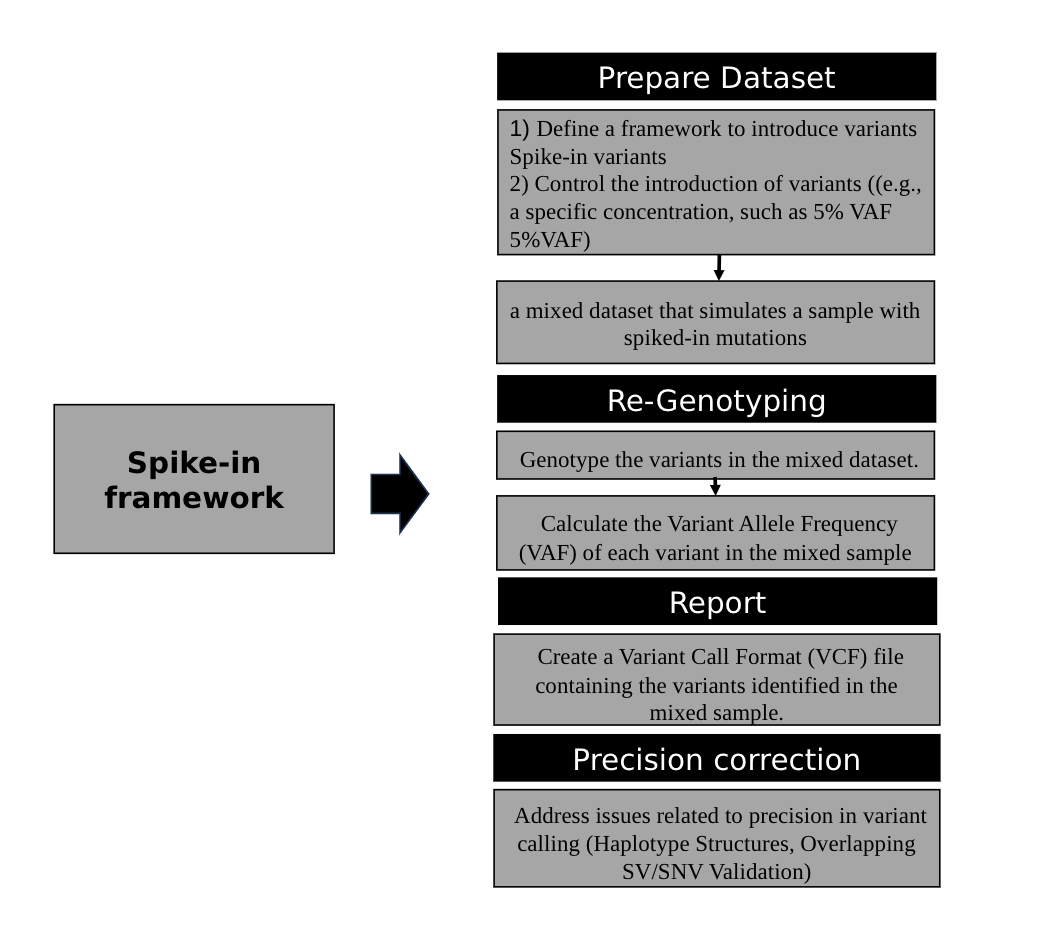 Prepare Dataset
1) Define a framework to introduce variants
Spike-in variants
2) Control the introduction of variants ((e.g.,
a specific concentration, such as 5% VAF
5%VAF)
a mixed dataset that simulates a sample with
spiked-in mutations
Re-Genotyping
Genotype the variants in the mixed dataset.
Spike-in
framework
Calculate the Variant Allele Frequency
(VAF) of each variant in the mixed sample
Report
Create a Variant Call Format (VCF) file
containing the variants identified in the
mixed sample.
Precision correction
Address issues related to precision in variant
calling (Haplotype Structures, Overlapping
SV/SNV Validation)